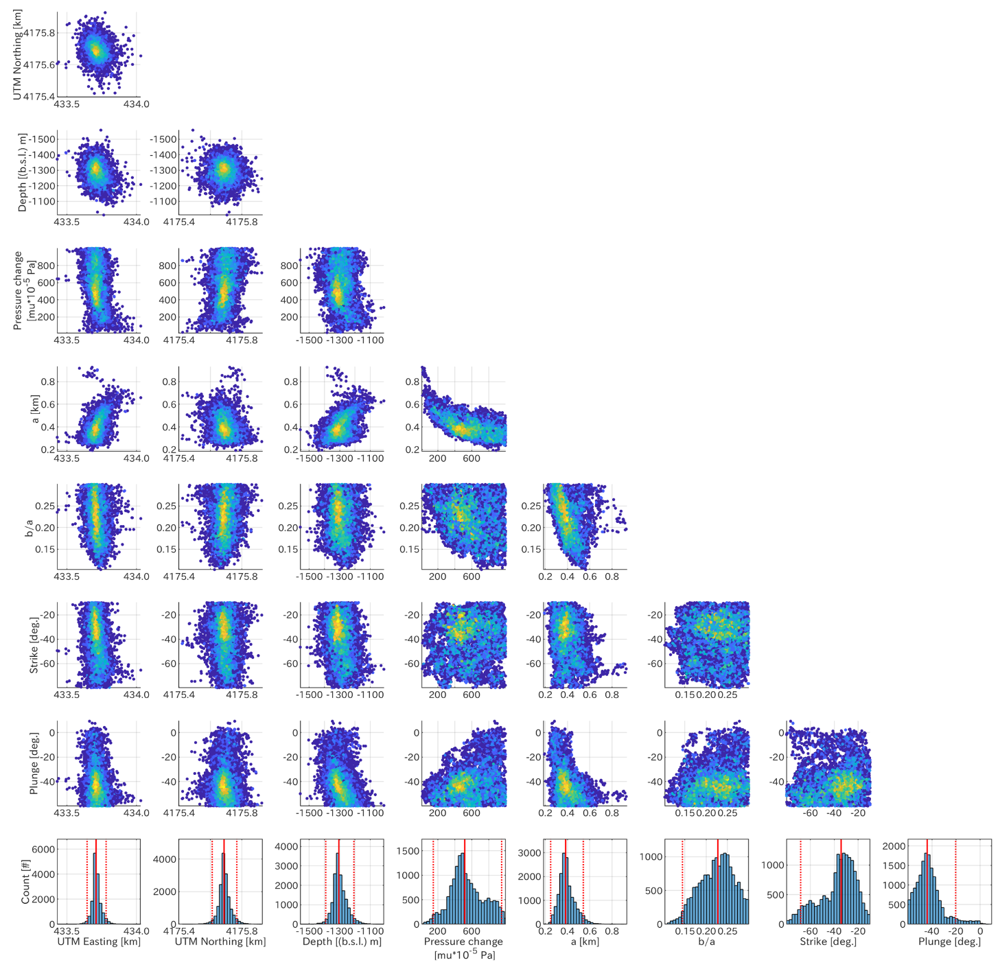 UTM Northing [km]
4175.8
4175.6
4175.4
433.5 434.0
Depth [(b.s.l.) m]
-1500 -1500
-1400 -1400
-1300 -1300
-1200 -1200
-1100 -1100
433.5 434.0 4175.4 4175.8
Pressure change
[mu*10-5 Pa]
800 800 800
600 600 600
400 400 400
200 200 200
433.5 434.0 4175.4 4175.8 -1500 -1300 -1100
a [km]
0.8 0.8 0.8 0.8
0.6 0.6 0.6 0.6
0.4 0.4 0.4 0.4
0.2 0.2 0.2 0.2
433.5 434.0 4175.4 4175.8 -1500 -1300 -1100 200 600
b/a
0.25 0.25 0.25 0.25 0.25
0.20 0.20 0.20 0.20 0.20
0.15 0.15 0.15 0.15 0.15
433.5 434.0 4175.4 4175.8 -1500 -1300 -1100 200 600 0.2 0.4 0.6 0.8
Strike [deg.]
-20 -20 -20 -20 -20 -20
-40 -40 -40 -40 -40 -40
-60 -60 -60 -60 -60 -60
433.5 434.0 4175.4 4175.8 -1500 -1300 -1100 200 600 0.2 0.4 0.6 0.8 0.15 0.20 0.25
Plunge [deg.]
0 0 0 0 0 0 0
-20 -20 -20 -20 -20 -20 -20
-40 -40 -40 -40 -40 -40 -40
433.5 434.0 4175.4 4175.8 -1500 -1300 -1100 200 600 0.2 0.4 0.6 0.8 0.15 0.20 0.25 -60 -40 -20
Count [#]
6000 4000 4000 1500 3000 1000 1000 2000
4000 2000 3000 1000 2000 500 500 1500
2000 0 2000 500 1000 0 0 1000
0 1000 0 0 500
0 0
433.5 434.0 4175.4 4175.8 -1500 -1300 -1100 200 600 0.2 0.4 0.6 0.8 0.15 0.20 0.25 -60 -40 -20 -40 -20 0
UTM Easting [km] UTM Northing [km] Depth [(b.s.l.) m] Pressure change a [km] b/a Strike [deg.] Plunge [deg.]
[mu*10-5 Pa]